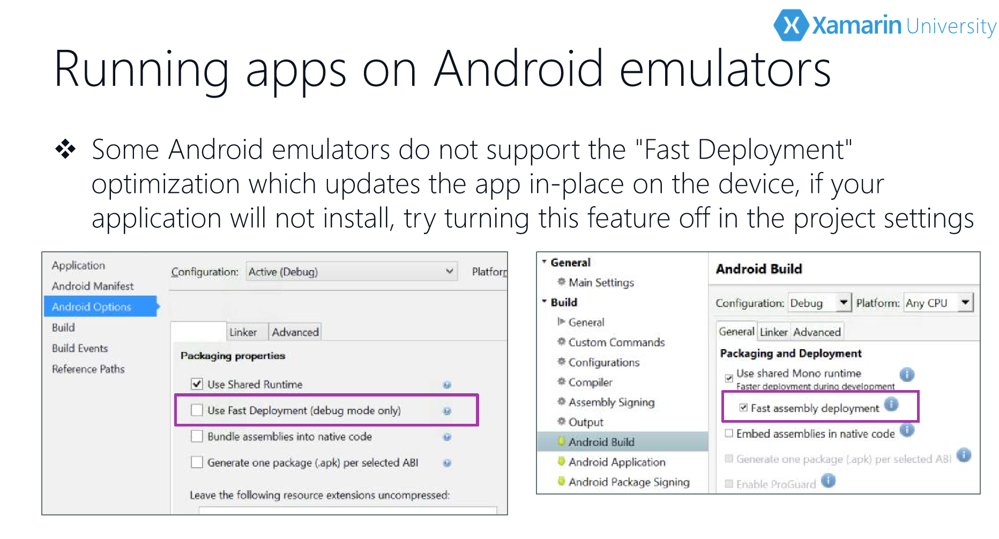 Xamarin University
Running apps on Android emulators
❖ Some Android emulators do not support the "Fast Deployment"
optimization which updates the app in-place on the device, if your
application will not install, try turning this feature off in the project settings
Application
Android Manifest
Android Options
Build
Build Events
Reference Paths
Configuration: Active (Debug) Platform
Linker Advanced
Packaging properties
Use Shared Runtime
Use Fast Deployment (debug mode only)
Bundle assemblies into native code
Generate one package (.apk) per selected ABI
Leave the following resource extensions uncompressed:
General
Main Settings
Build
General
Custom Commands
Configurations
Compiler
Assembly Signing
Output
Android Build
Android Application
Android Package Signing
Android Build
Configuration: Debug Platform: Any CPU
General Linker Advanced
Packaging and Deployment
Use shared Mono runtime
Faster deployment during development
Fast assembly deployment
Embed assemblies in native code
Generate one package (.apk) per selected ABI
Enable ProGuard